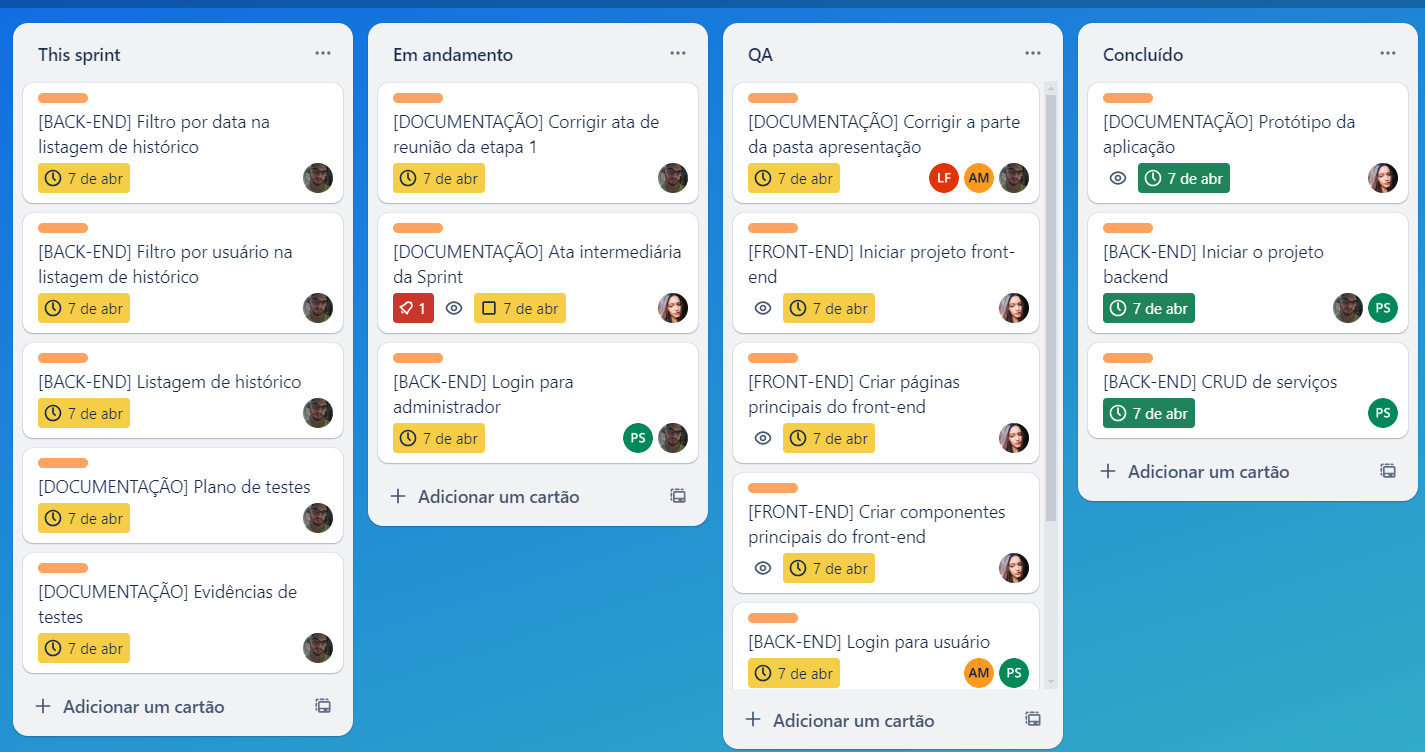 This sprint
[BACK-END] Filtro por data na
listagem de histórico
7 de abr
[BACK-END] Filtro por usuário na
listagem de histórico
7 de abr
[BACK-END] Listagem de histórico
7 de abr
[DOCUMENTAÇÃO] Plano de testes
7 de abr
[DOCUMENTAÇÃO] Evidências de
testes
7 de abr
Adicionar um cartão
Em andamento
[DOCUMENTAÇÃO] Corrigir ata de
reunião da etapa 1
7 de abr
[DOCUMENTAÇÃO] Ata intermediária
da Sprint
1
7 de abr
[BACK-END] Login para
administrador
7 de abr
PS
Adicionar um cartão
QA
[DOCUMENTAÇÃO] Corrigir a parte
da pasta apresentação
7 de abr
LF
AM
[FRONT-END] Iniciar projeto front-
end
7 de abr
[FRONT-END] Criar páginas
principais do front-end
7 de abr
[FRONT-END] Criar componentes
principais do front-end
7 de abr
[BACK-END] Login para usuário
7 de abr
AM
PS
Adicionar um cartão
Concluído
[DOCUMENTAÇÃO] Protótipo da
aplicação
7 de abr
[BACK-END] Iniciar o projeto
backend
7 de abr
PS
[BACK-END] CRUD de serviços
7 de abr
PS
Adicionar um cartão